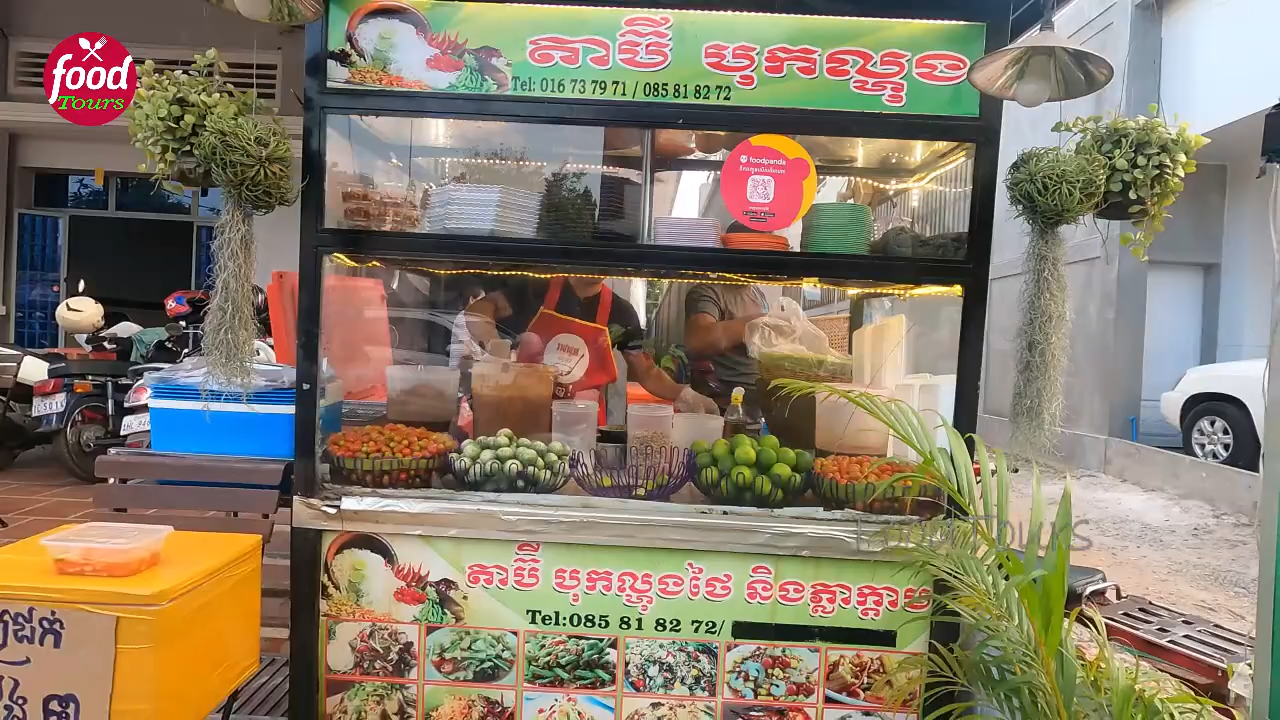 food
Tours
តាប៊ី បុកល្ហុង
Tel: 016 73 79 71 / 085 81 82 72
foodpanda
តាប៊ី បុកល្ហុងថៃ និងភ្លាក្តាម
Tel:085 81 82 72/
Food Tours